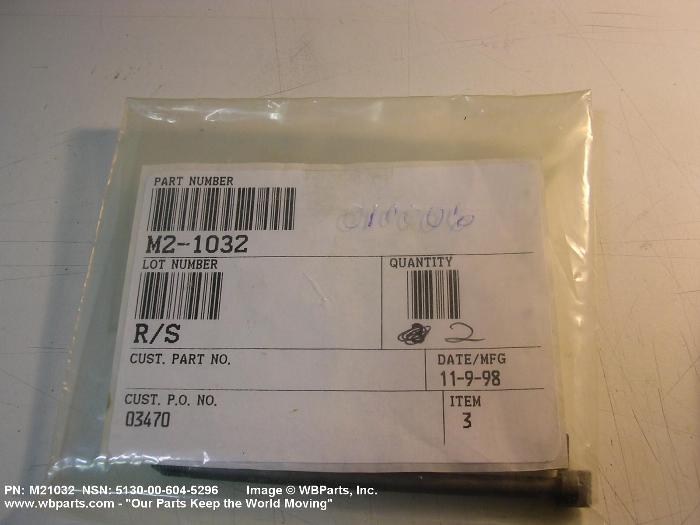 PART NUMBER
M2-1032
LOT NUMBER
QUANTITY
R/S
2
CUST. PART NO.
DATE/MFG
11-9-98
CUST. P.O. NO.
ITEM
03470
3
PN: M21032 NSN: 5130-00-604-5296 Image © WBParts, Inc.
www.wbparts.com - "Our Parts Keep the World Moving"